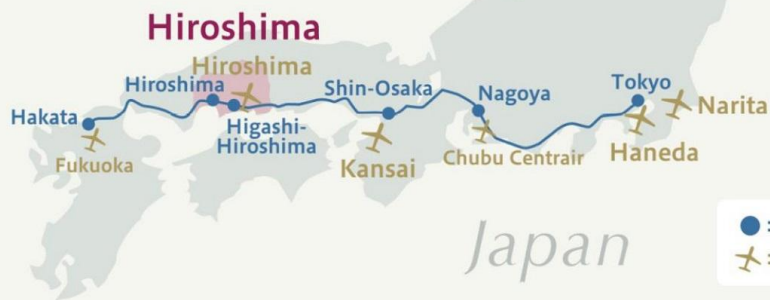 Hiroshima
Hiroshima
Hiroshima
Shin-Osaka
Tokyo
Nagoya
Narita
Hakata
Higashi-
Hiroshima
Fukuoka
Kansai
Chubu Centrair
Haneda
Japan
=
=